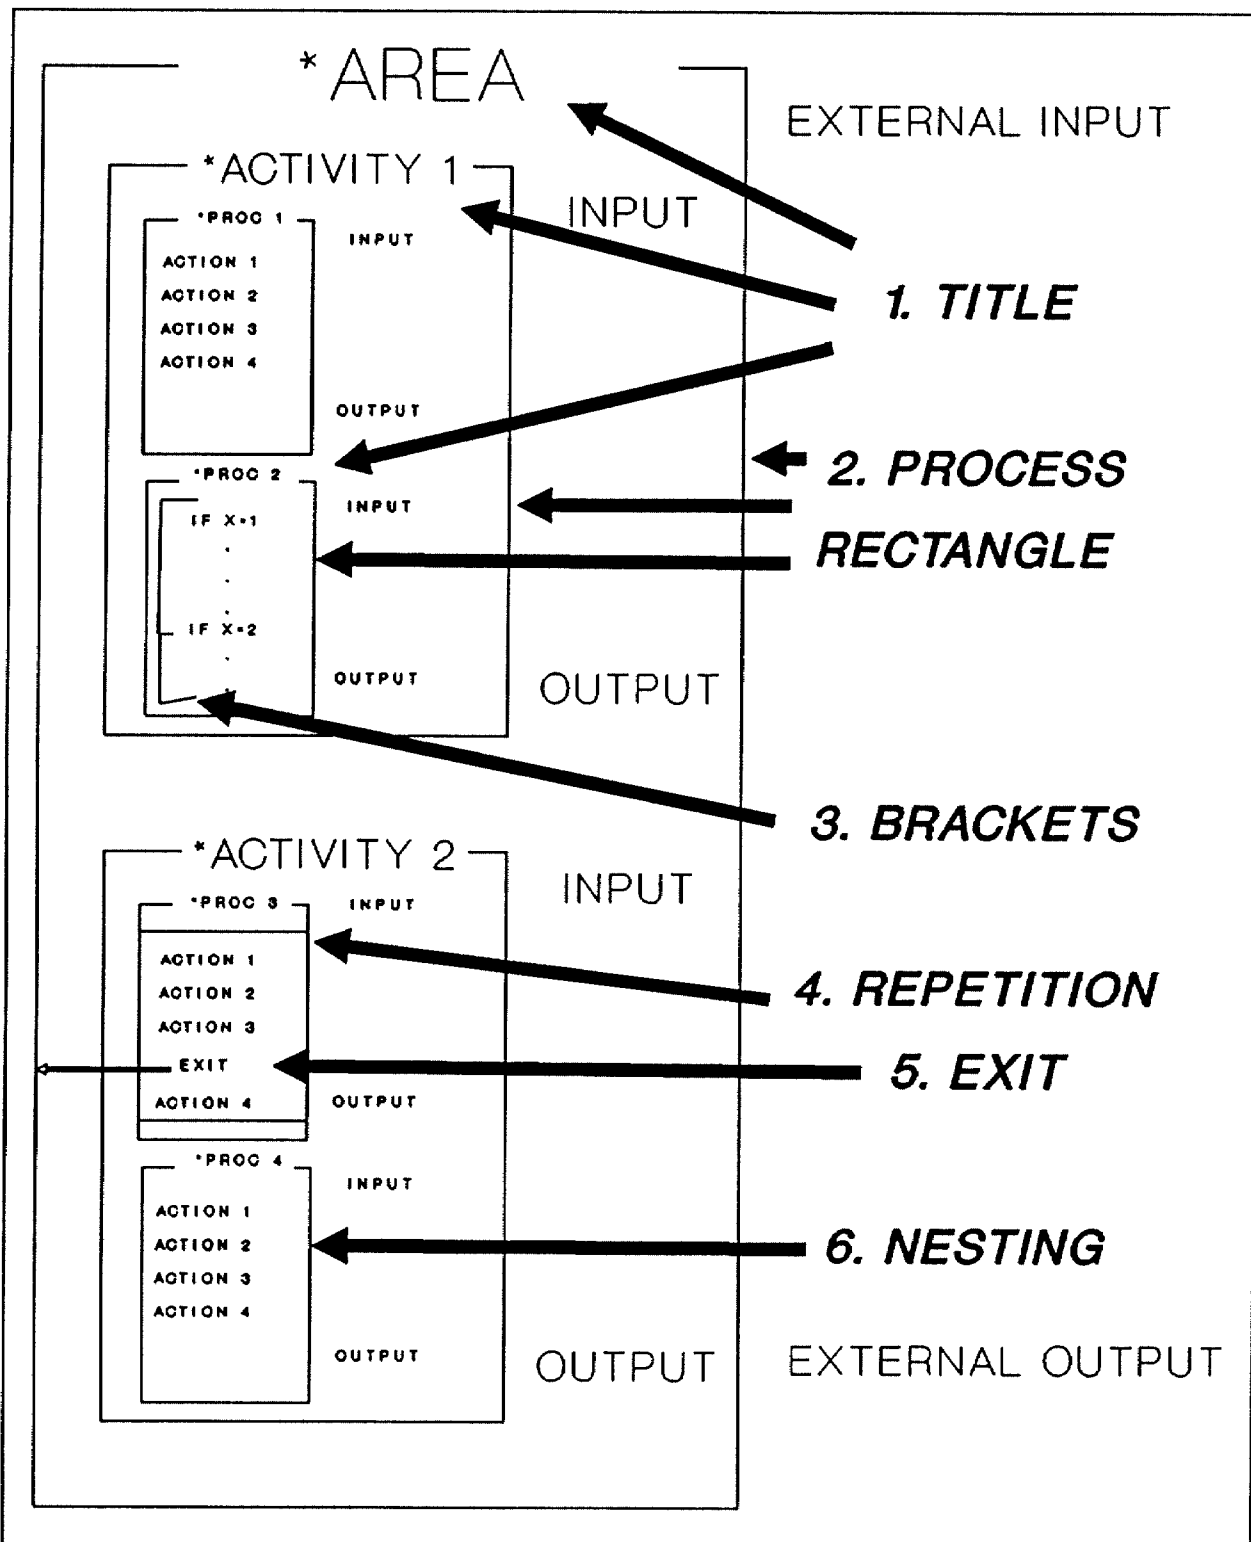 *AREA
EXTERNAL INPUT
*ACTIVITY 1
INPUT
*PROC 1
INPUT
ACTION 1
ACTION 2
ACTION 3
ACTION 4
OUTPUT
1. TITLE
*PROC 2
INPUT
IF X=1
IF X=2
OUTPUT
OUTPUT
2. PROCESS
RECTANGLE
3. BRACKETS
*ACTIVITY 2
INPUT
*PROC 3
INPUT
ACTION 1
ACTION 2
ACTION 3
EXIT
ACTION 4
OUTPUT
4. REPETITION
5. EXIT
*PROC 4
INPUT
ACTION 1
ACTION 2
ACTION 3
ACTION 4
OUTPUT
6. NESTING
OUTPUT
EXTERNAL OUTPUT